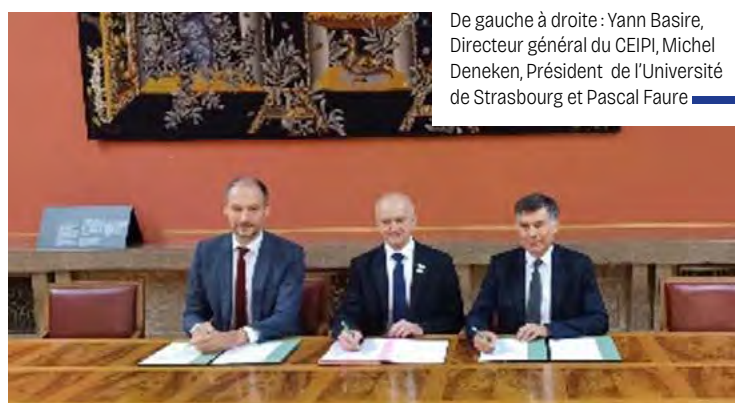 De gauche à droite : Yann Basire,
Directeur général du CEIPI, Michel
Deneken, Président de l’Université
de Strasbourg et Pascal Faure